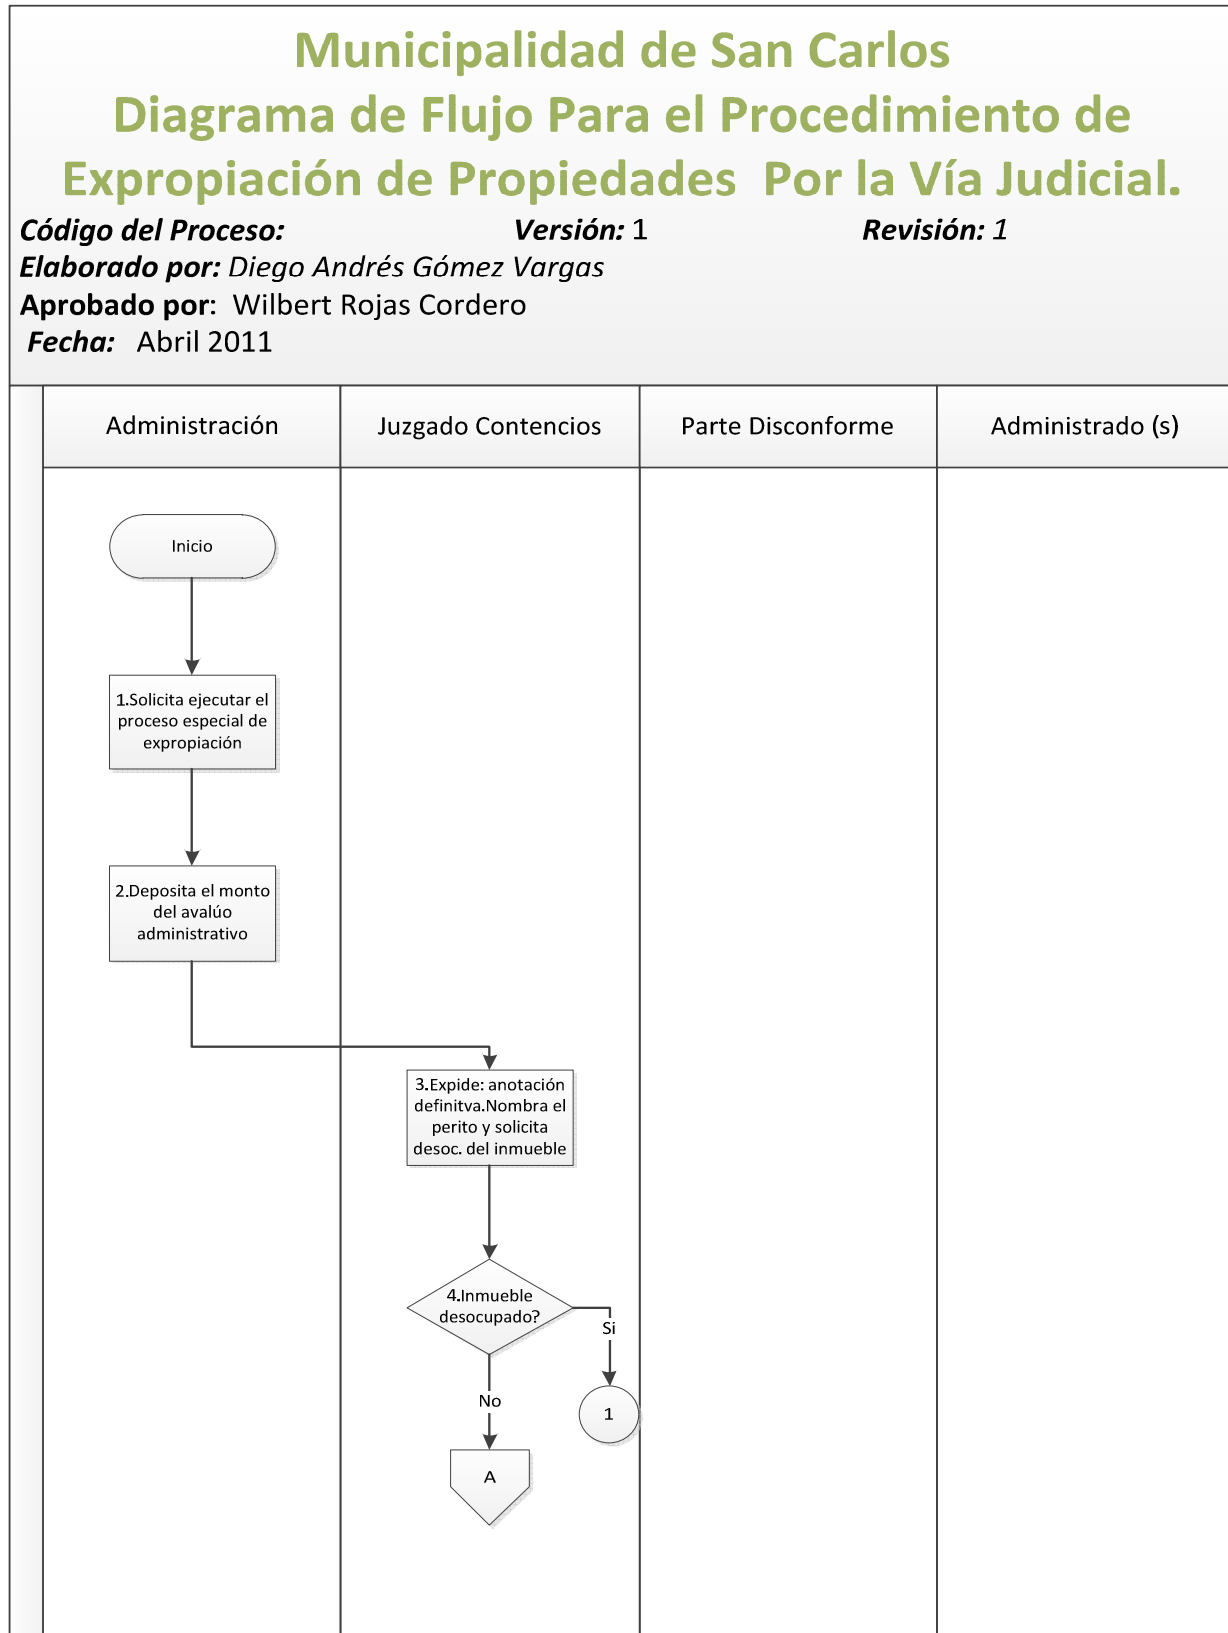 Municipalidad de San Carlos
Diagrama de Flujo Para el Procedimiento de
Expropiación de Propiedades Por la Vía Judicial.
Código del Proceso: Versión: 1 Revisión: 1
Elaborado por: Diego Andrés Gómez Vargas
Aprobado por: Wilbert Rojas Cordero
Fecha: Abril 2011
Administración Juzgado Contencios Parte Disconforme Administrado (s)
Inicio
1.Solicita ejecutar el
proceso especial de
expropiación
2.Deposita el monto
del avalúo
administrativo
3.Expide: anotación
definitva.Nombra el
perito y solicita
desoc. del inmueble
4.Inmueble
desocupado?
Si
No
1
A